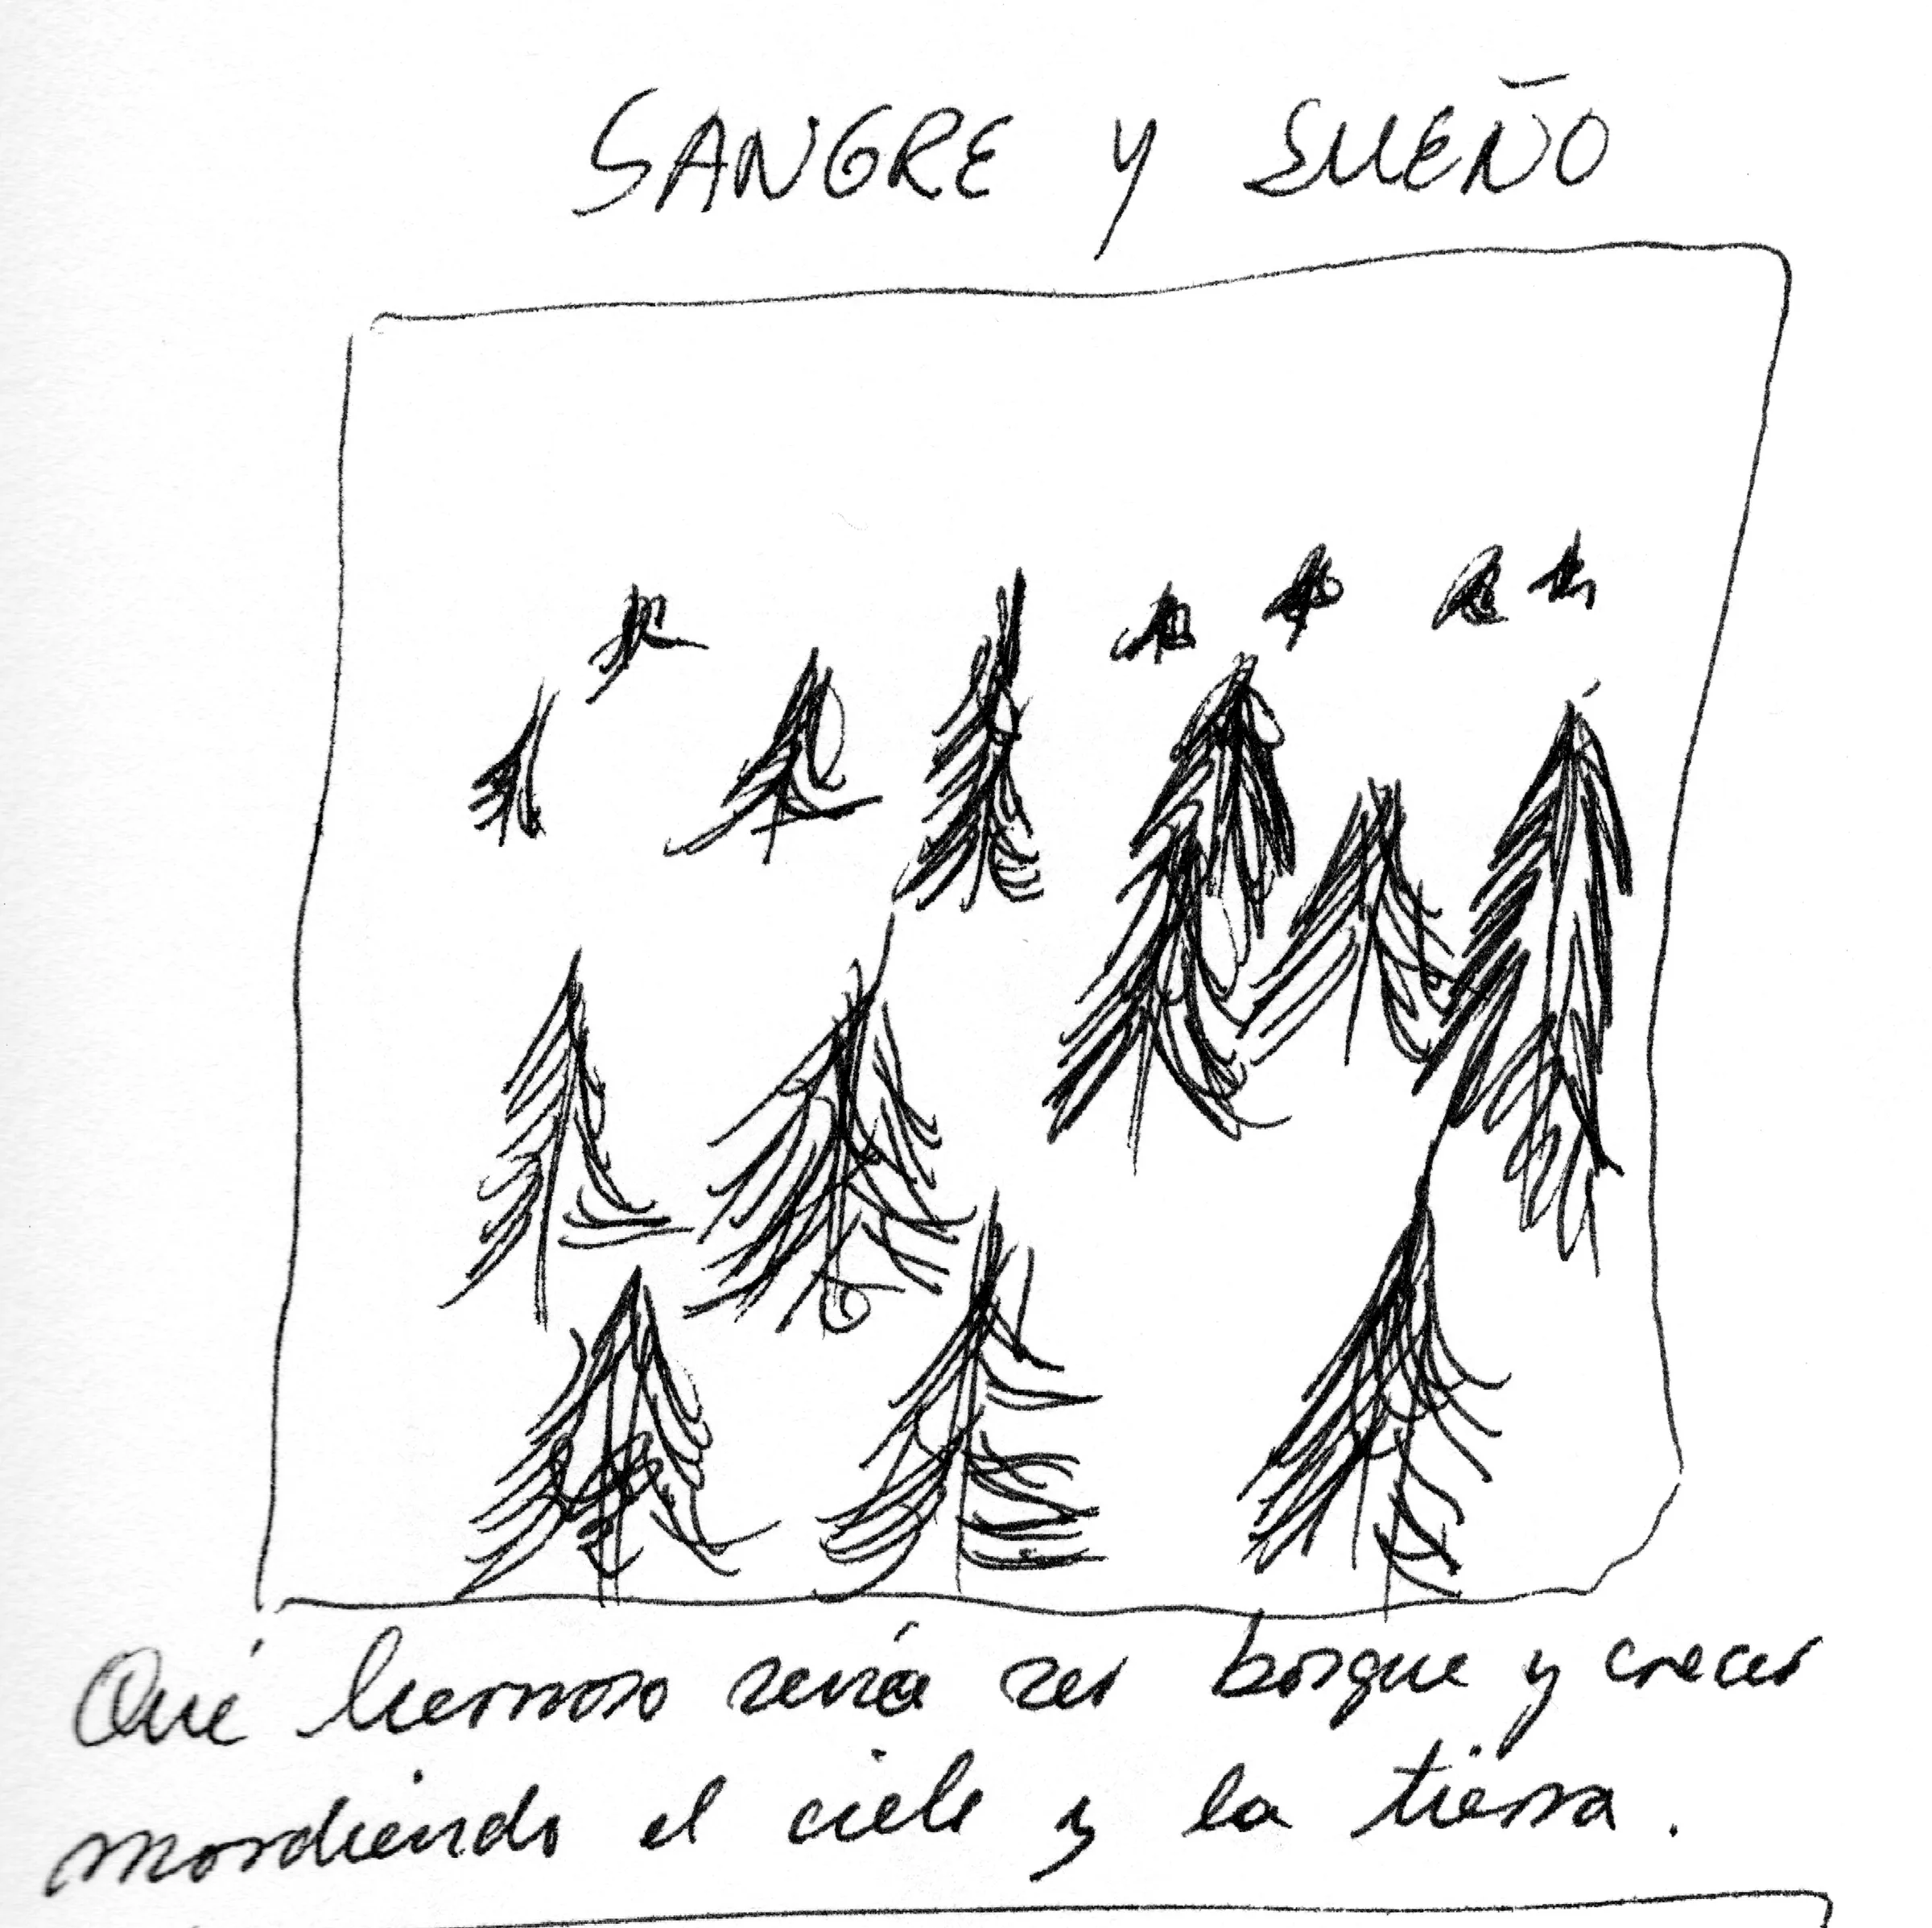 SANGRE Y SUEÑO
Qué hermoso sería ser bosque y crecer
mordiendo el cielo y la tierra.